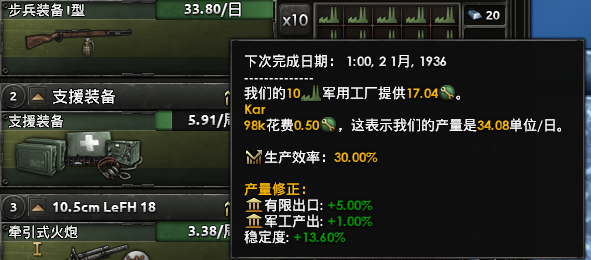 步兵装备I型
33.80/日
x10
20
2
支援装备
支援装备
5.91/周
3
10.5cm LeFH 18
牵引式火炮
3.38/周
下次完成日期： 1:00, 2 1月, 1936
--------------
我们的10军用工厂提供17.04。
Kar
98k花费0.50，这表示我们的产量是34.08单位/日。
生产效率：30.00%
产量修正：
有限出口: +5.00%
军工产出: +1.00%
稳定度: +13.60%